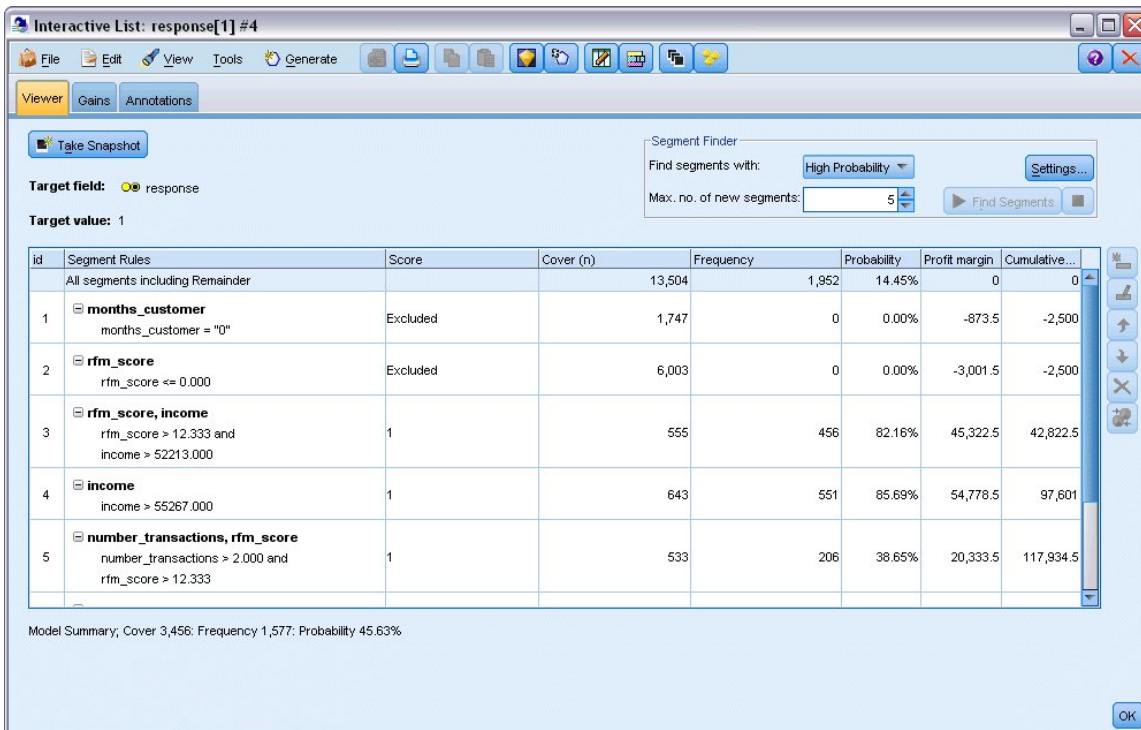 Interactive List: response[1] #4
File Edit View Tools Generate
Viewer Gains Annotations
Take Snapshot
Segment Finder
Find segments with: High Probability Settings...
Max. no. of new segments: 5 Find Segments
Target field: response
Target value: 1
id Segment Rules Score Cover (n) Frequency Probability Profit margin Cumulative...
All segments including Remainder 13,504 1,952 14.45% 0 0
1 months_customer Excluded 1,747 0 0.00% -873.5 -2,500
months_customer = "0"
2 rfm_score Excluded 6,003 0 0.00% -3,001.5 -2,500
rfm_score <= 0.000
3 rfm_score, income 1 555 456 82.16% 45,322.5 42,822.5
rfm_score > 12.333 and
income > 52213.000
4 income 1 643 551 85.69% 54,778.5 97,601
income > 55267.000
5 number_transactions, rfm_score 1 533 206 38.65% 20,333.5 117,934.5
number_transactions > 2.000 and
rfm_score > 12.333
Model Summary; Cover 3,456: Frequency 1,577: Probability 45.63%
OK